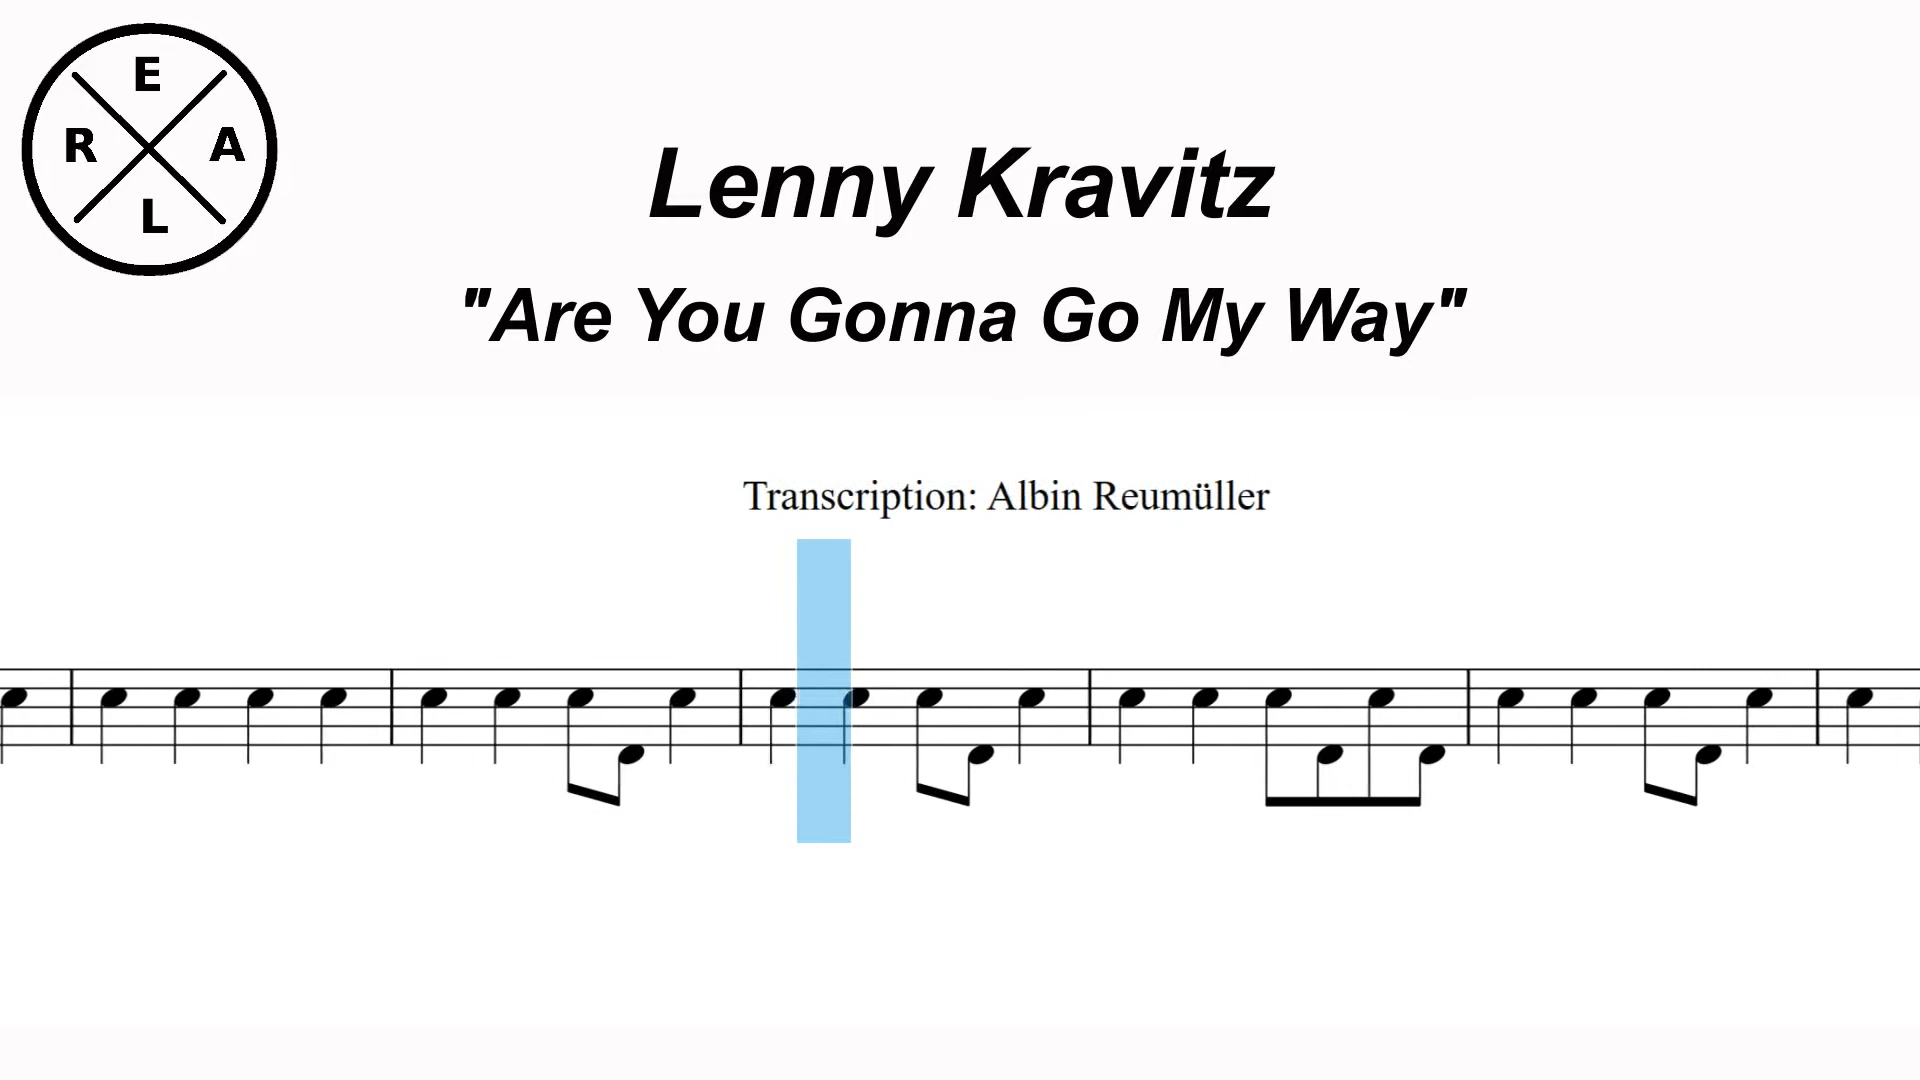 E
R A
L
Lenny Kravitz
"Are You Gonna Go My Way"
Transcription: Albin Reumüller